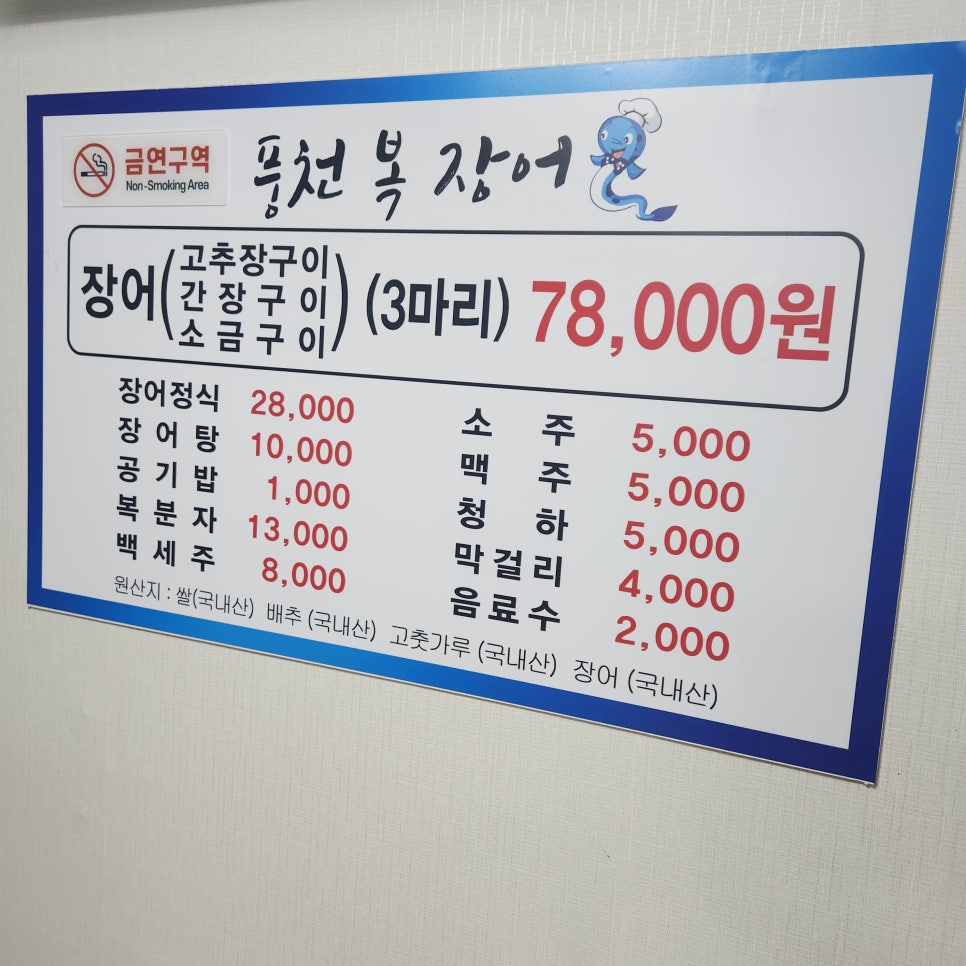 금연구역
Non-Smoking Area
풍천 복 장어
장어(고추장구이 간장구이 소금구이) (3마리) 78,000원
장어정식 28,000
장어탕 10,000
공기밥 1,000
복분자 13,000
백세주 8,000
소주 5,000
맥주 5,000
청하 5,000
막걸리 4,000
음료수 2,000
원산지 : 쌀(국내산) 배추 (국내산) 고춧가루 (국내산) 장어 (국내산)